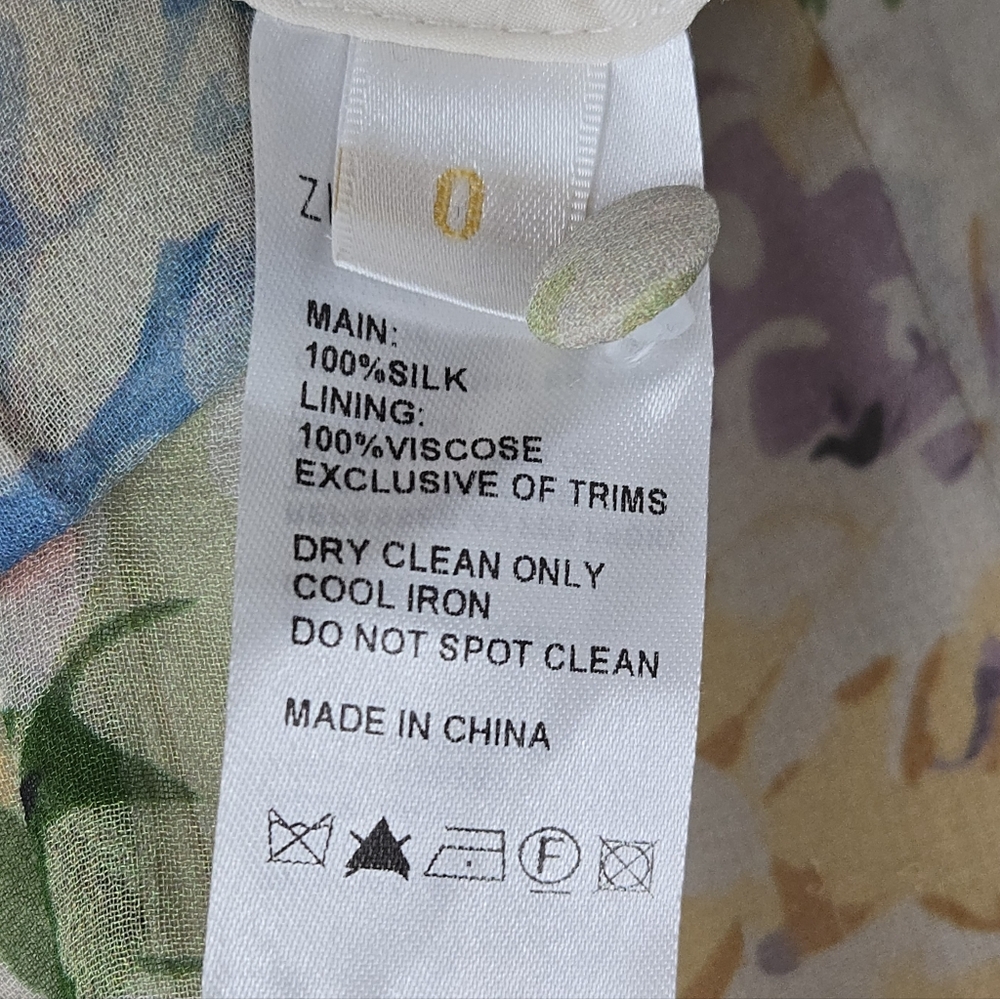 0
MAIN:
100%SILK
LINING:
100%VISCOSE
EXCLUSIVE OF TRIMS
DRY CLEAN ONLY
COOL IRON
DO NOT SPOT CLEAN
MADE IN CHINA
F